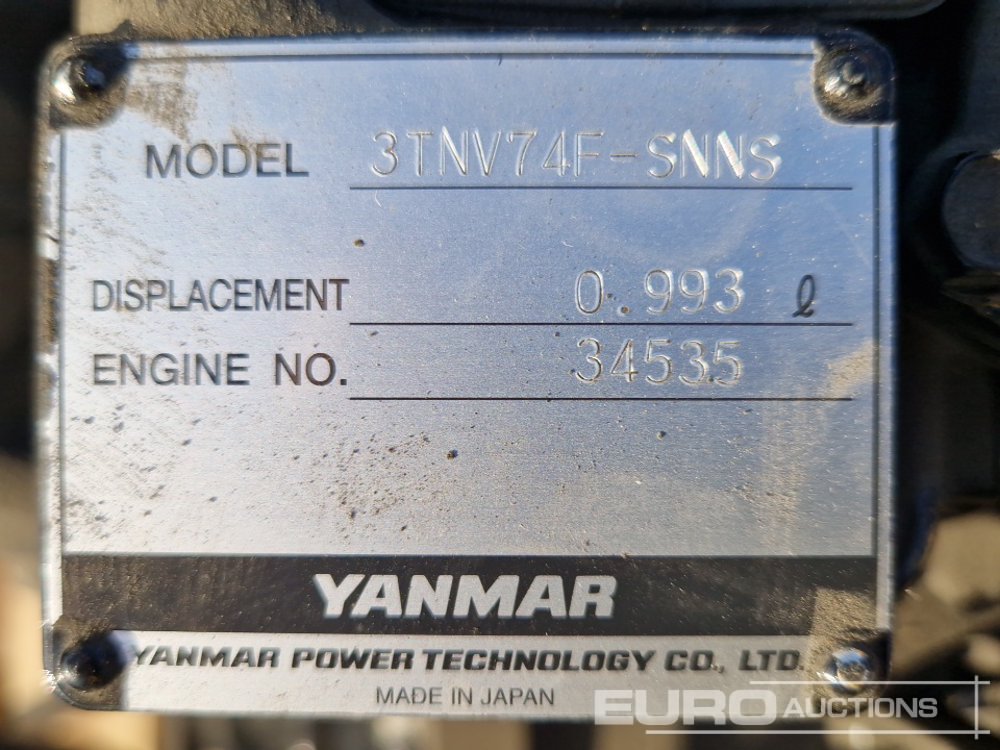 MODEL 3TNV74F-SNNS
DISPLACEMENT 0.993 ℓ
ENGINE NO. 34535
YANMAR
YANMAR POWER TECHNOLOGY CO., LTD.
MADE IN JAPAN
EURO AUCTIONS